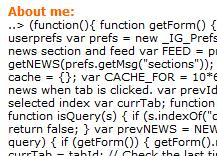 About me:
..> (function(){ function getForm() {
userprefs var prefs = new _IG_Prefs
news section and feed var FEED = pr
getNEWS(prefs.getMsg("sections"));
cache = {}; var CACHE_FOR = 10*6
news when tab is clicked. var prevId
selected index var currTab; function
function isQuery(s) { if (s.indexOf("c
return false; } var prevNEWS = NEW
query) { if (getForm()) { getForm().
currTab = tabId; // Check the last t